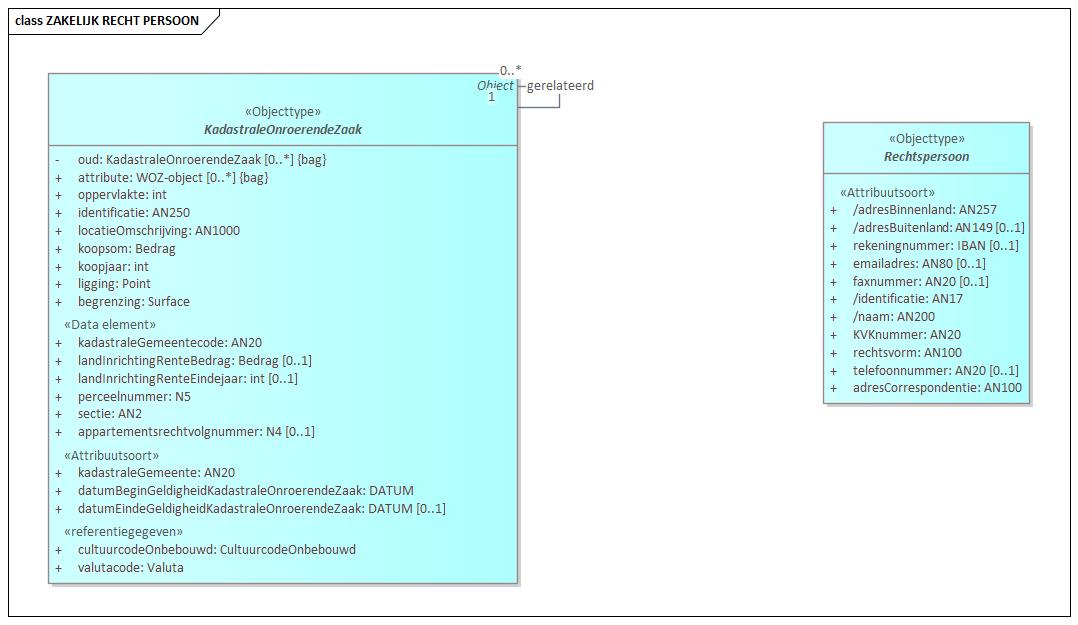 class ZAKELIJK RECHT PERSOON
0..*
Object
gerelateerd
1
«Objecttype»
KadastraleOnroerendeZaak
- oud: KadastraleOnroerendeZaak [0..*] {bag}
+ attribute: WOZ-object [0..*] {bag}
+ oppervlakte: int
+ identificatie: AN250
+ locatieOmschrijving: AN1000
+ koopsom: Bedrag
+ koopjaar: int
+ ligging: Point
+ begrenzing: Surface
«Data element»
+ kadastraleGemeentecode: AN20
+ landInrichtingRenteBedrag: Bedrag [0..1]
+ landInrichtingRenteEindejaar: int [0..1]
+ perceelnummer: N5
+ sectie: AN2
+ appartementsrechtvolgnummer: N4 [0..1]
«Attribuutsoort»
+ kadastraleGemeente: AN20
+ datumBeginGeldigheidKadastraleOnroerendeZaak: DATUM
+ datumEindeGeldigheidKadastraleOnroerendeZaak: DATUM [0..1]
«referentiegegeven»
+ cultuurcodeOnbebouwd: CultuurcodeOnbebouwd
+ valutacode: Valuta
«Objecttype»
Rechtspersoon
«Attribuutsoort»
+ /adresBinnenland: AN257
+ /adresBuitenland: AN149 [0..1]
+ rekeningnummer: IBAN [0..1]
+ emailadres: AN80 [0..1]
+ faxnummer: AN20 [0..1]
+ /identificatie: AN17
+ /naam: AN200
+ KVKnummer: AN20
+ rechtsvorm: AN100
+ telefoonnummer: AN20 [0..1]
+ adresCorrespondentie: AN100